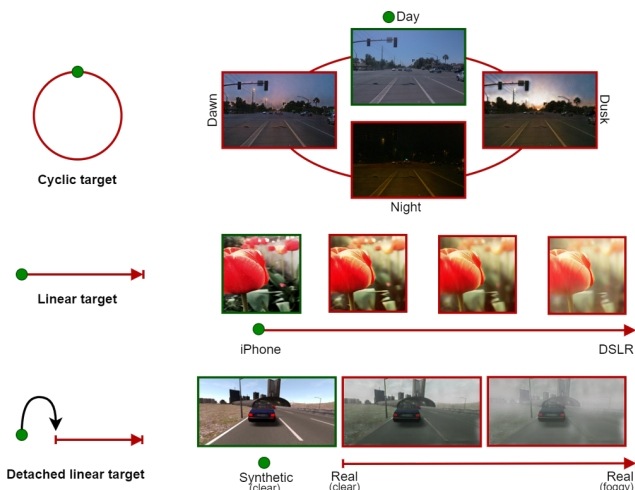 Day
Dawn
Dusk
Night
Cyclic target
Linear target
iPhone
DSLR
Detached linear target
Synthetic
(clear)
Real
(clear)
Real
(foggy)